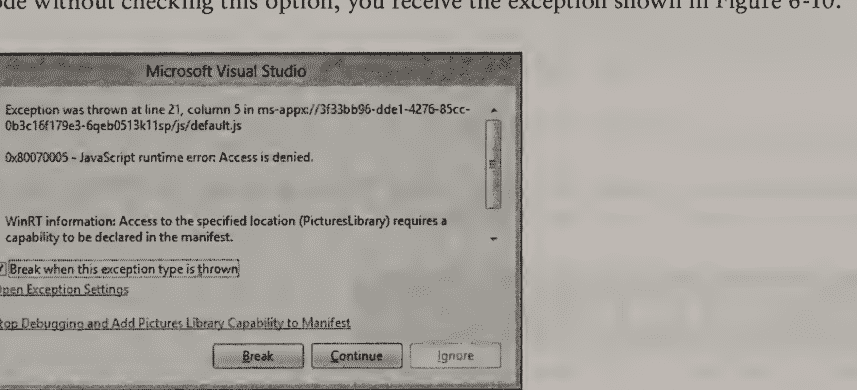 ode without checking this option, you receive the exception shown in Figure 6-10.
Microsoft Visual Studio
Exception was thrown at line 21, column 5 in ms-appx://3f33bb96-dde1-4276-85cc-
0b3c16f179e3-6qeb0513k11sp/js/default.js
0x80070005 - JavaScript runtime error: Access is denied.
WinRT information: Access to the specified location (PicturesLibrary) requires a
capability to be declared in the manifest.
Break when this exception type is thrown
pen Exception Settings
top Debugging and Add Pictures Library Capability to Manifest
Break Continue Ignore